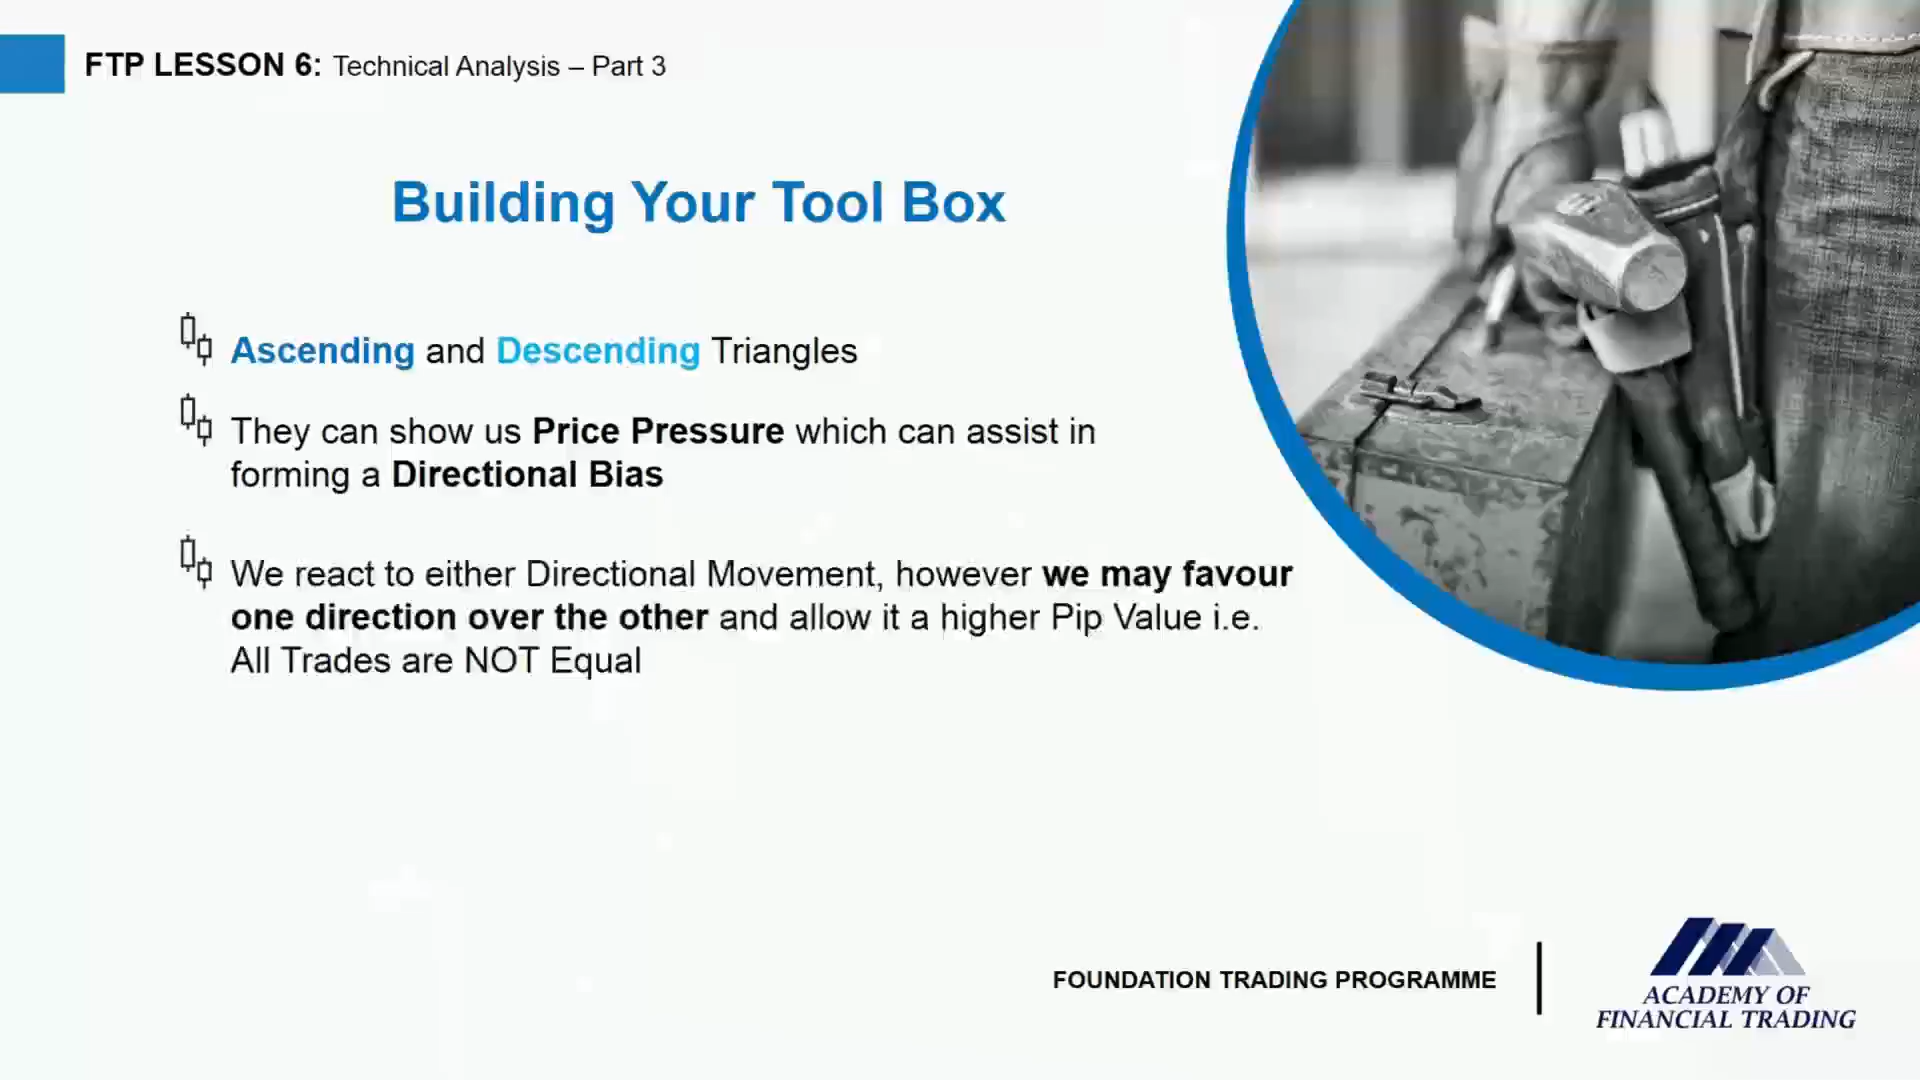 FTP LESSON 6: Technical Analysis – Part 3
Building Your Tool Box
Ascending and Descending Triangles
They can show us Price Pressure which can assist in
forming a Directional Bias
We react to either Directional Movement, however we may favour
one direction over the other and allow it a higher Pip Value i.e.
All Trades are NOT Equal
FOUNDATION TRADING PROGRAMME
ACADEMY OF
FINANCIAL TRADING